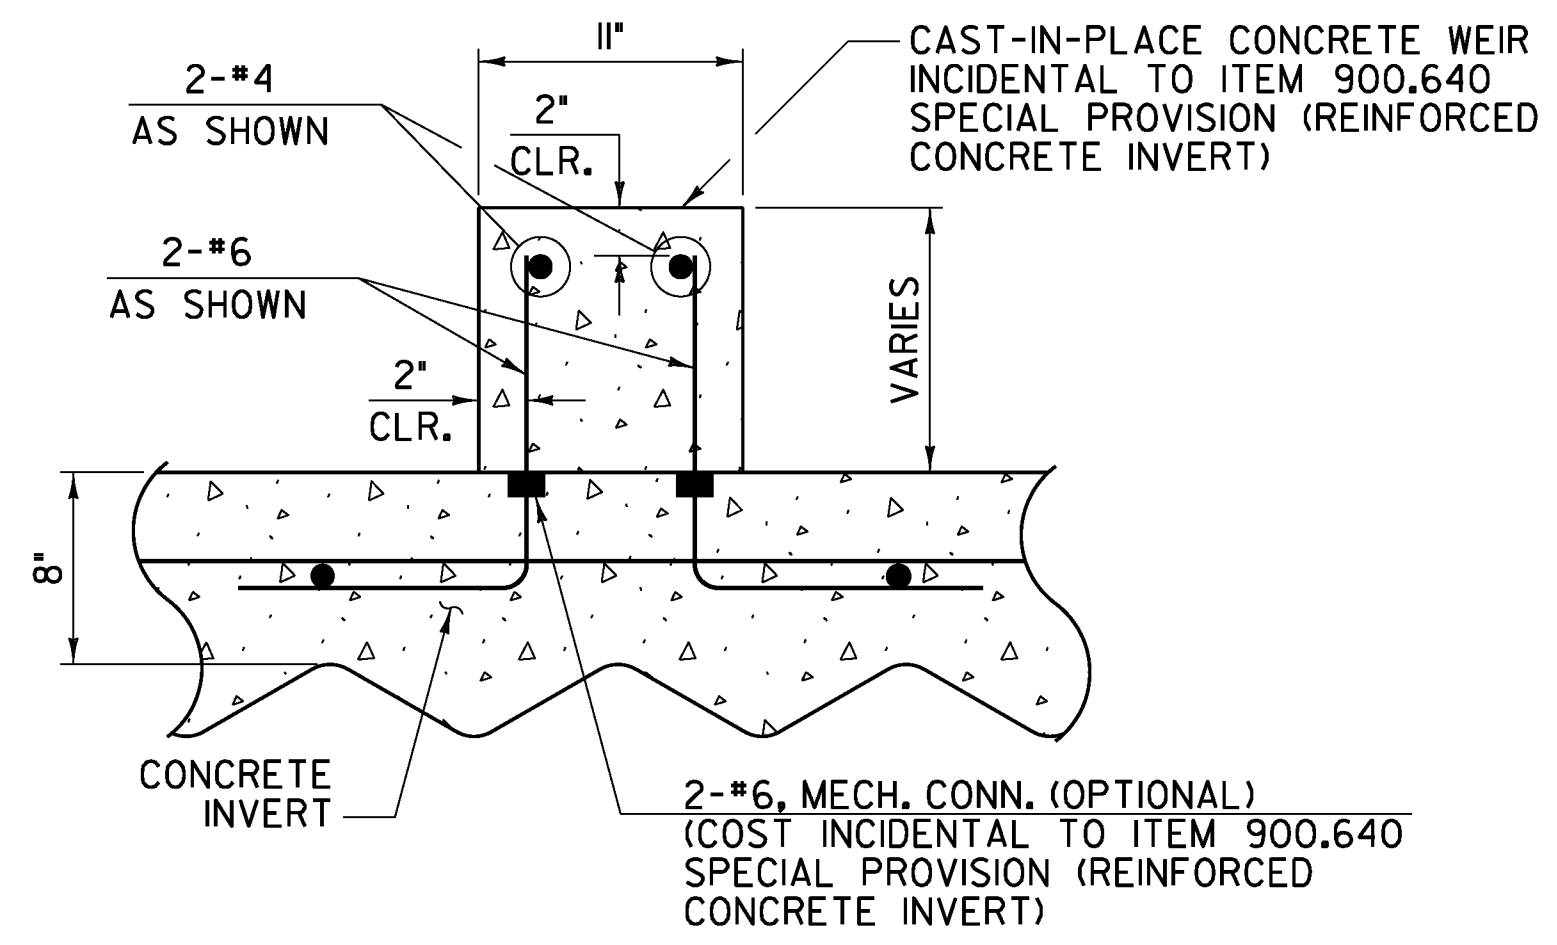 11"
CAST-IN-PLACE CONCRETE WEIR
INCIDENTAL TO ITEM 900.640
SPECIAL PROVISION (REINFORCED
CONCRETE INVERT)
2-#4
AS SHOWN
2"
CLR.
2-#6
AS SHOWN
VARIES
2"
CLR.
8"
CONCRETE
INVERT
2-#6, MECH. CONN. (OPTIONAL)
(COST INCIDENTAL TO ITEM 900.640
SPECIAL PROVISION (REINFORCED
CONCRETE INVERT)